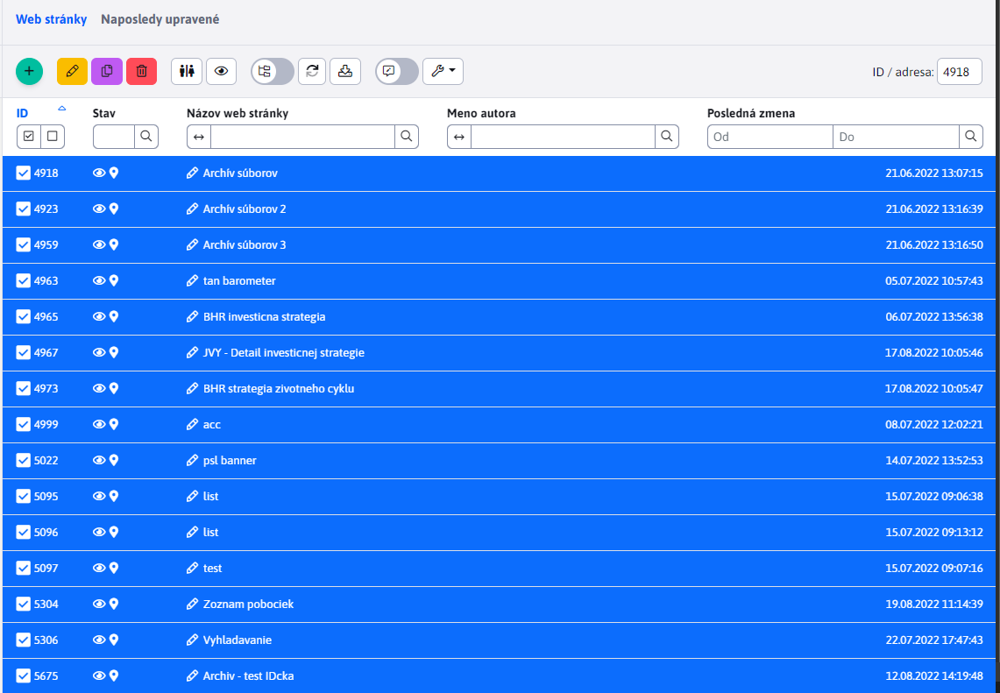 Web stránky Naposledy upravené
ID / adresa: 4918
ID Stav Názov web stránky Meno autora Posledná zmena
Od Do
4918 Archív súborov 21.06.2022 13:07:15
4923 Archív súborov 2 21.06.2022 13:16:39
4959 Archív súborov 3 21.06.2022 13:16:50
4963 tan barometer 05.07.2022 10:57:43
4965 BHR investicna strategia 06.07.2022 13:56:38
4967 JVY - Detail investicnej strategie 17.08.2022 10:05:46
4973 BHR strategia zivotneho cyklu 17.08.2022 10:05:47
4999 acc 08.07.2022 12:02:21
5022 psl banner 14.07.2022 13:52:53
5095 list 15.07.2022 09:06:38
5096 list 15.07.2022 09:13:12
5097 test 15.07.2022 09:07:16
5304 Zoznam pobociek 19.08.2022 11:14:39
5306 Vyhladavanie 22.07.2022 17:47:43
5675 Archiv - test IDcka 12.08.2022 14:19:48